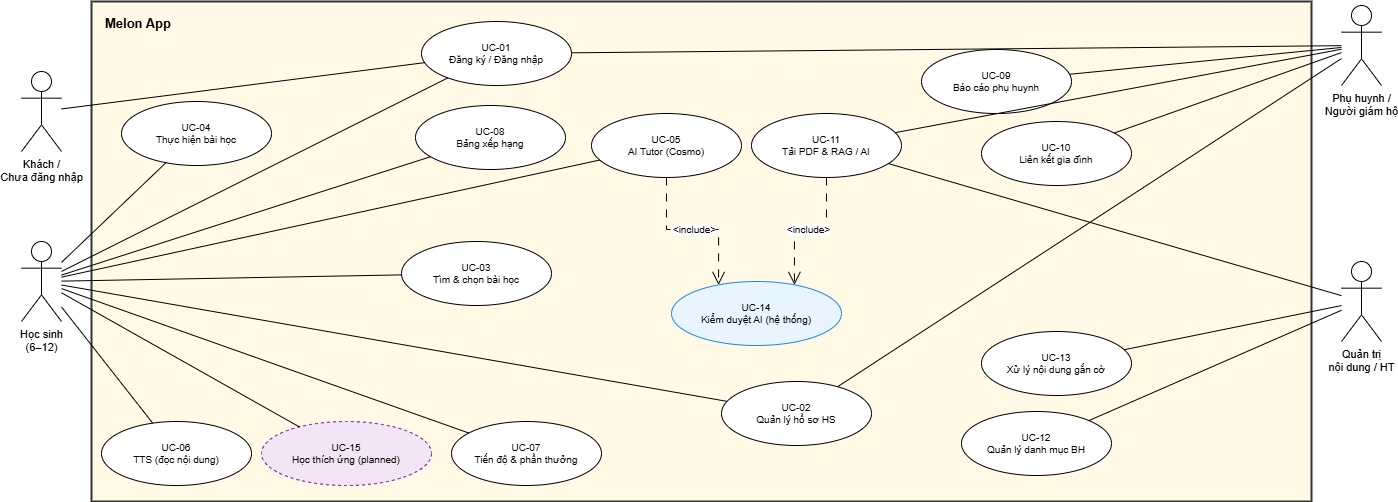 Melon App
UC-01
Đăng ký / Đăng nhập
UC-09
Báo cáo phụ huynh
Phụ huynh /
Người giám hộ
UC-04
Thực hiện bài học
UC-08
Bảng xếp hạng
UC-05
AI Tutor (Cosmo)
UC-11
Tải PDF & RAG / AI
UC-10
Liên kết gia đình
Khách /
Chưa đăng nhập
<include>
<include>
UC-03
Tìm & chọn bài học
UC-14
Kiểm duyệt AI (hệ thống)
Học sinh
(6–12)
UC-13
Xử lý nội dung gắn cờ
Quản trị
nội dung / HT
UC-02
Quản lý hồ sơ HS
UC-06
TTS (đọc nội dung)
UC-15
Học thích ứng (planned)
UC-07
Tiến độ & phần thưởng
UC-12
Quản lý danh mục BH